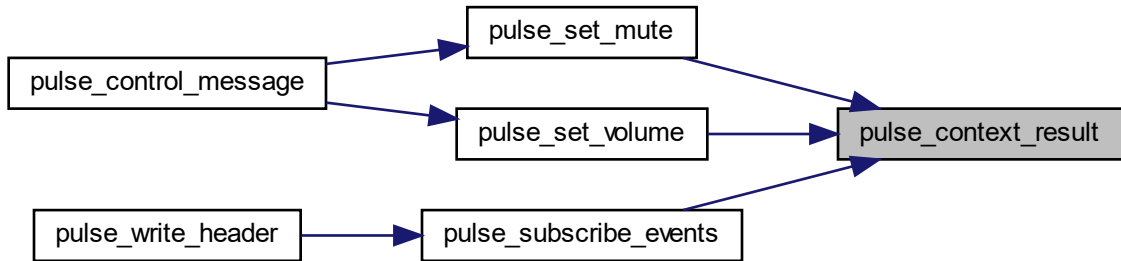 pulse_set_mute
pulse_control_message
pulse_context_result
pulse_set_volume
pulse_write_header
pulse_subscribe_events